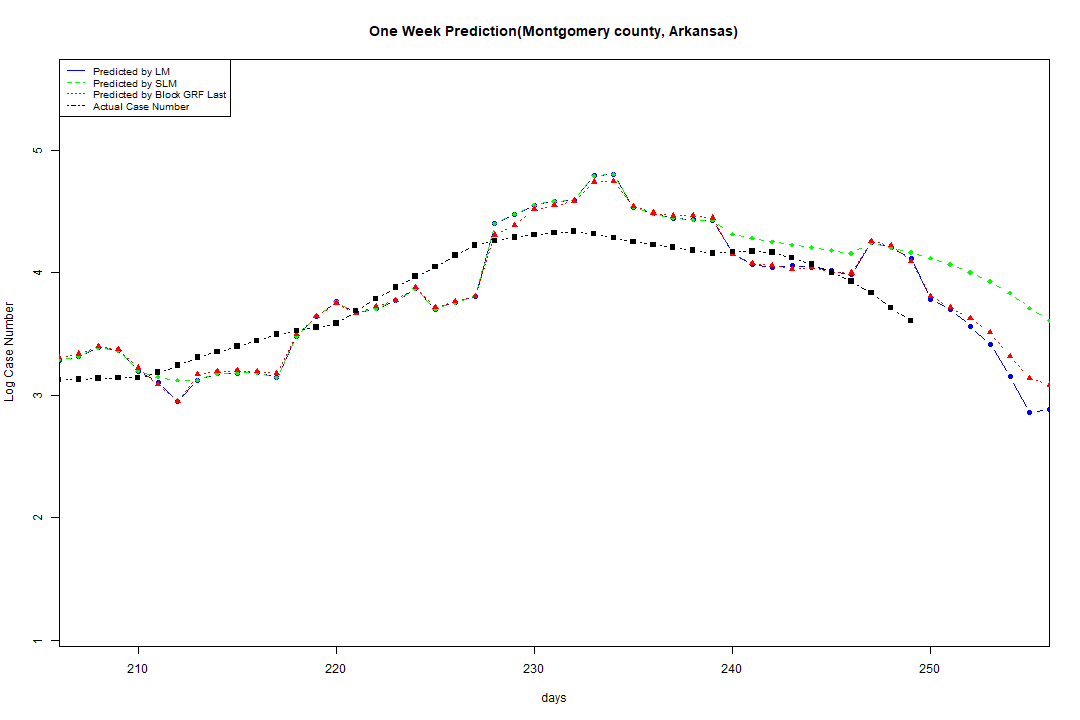 One Week Prediction(Montgomery county, Arkansas)
Predicted by LM
Predicted by SLM
Predicted by Block GRF Last
Actual Case Number
5
4
3
2
1
Log Case Number
210 220 230 240 250
days